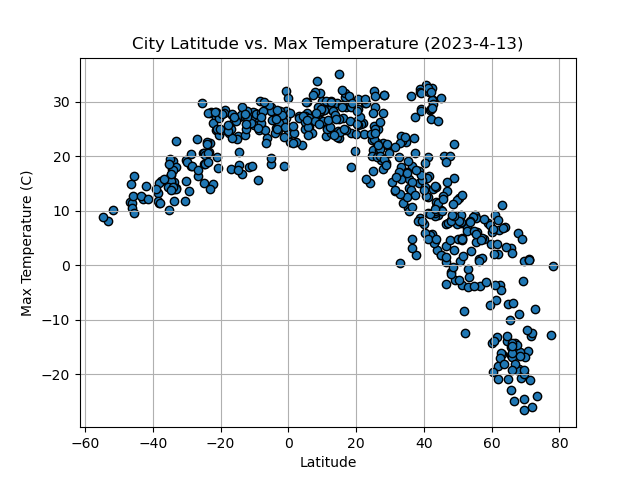 City Latitude vs. Max Temperature (2023-4-13)
30
20
10
0
−10
−20
Max Temperature (C)
−60 −40 −20 0 20 40 60 80
Latitude